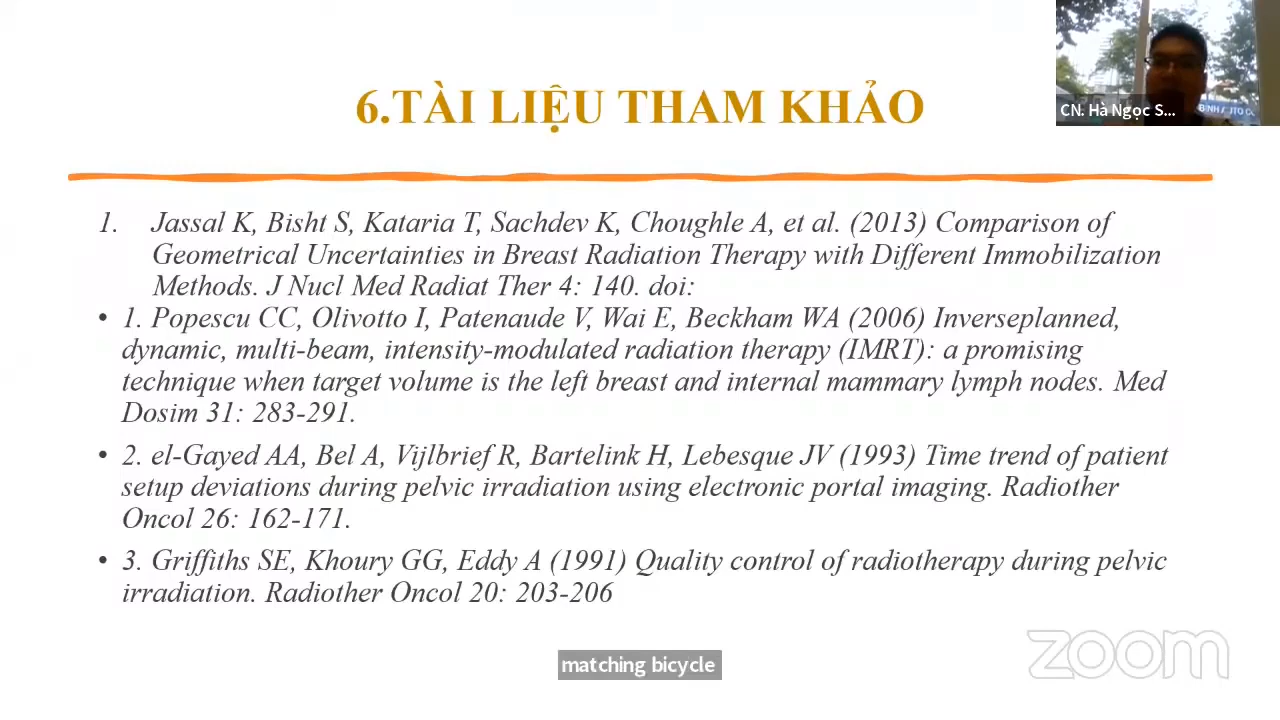 6.TÀI LIỆU THAM KHẢO
CN. Hà Ngọc S...
1. Jassal K, Bisht S, Kataria T, Sachdev K, Choughle A, et al. (2013) Comparison of
Geometrical Uncertainties in Breast Radiation Therapy with Different Immobilization
Methods. J Nucl Med Radiat Ther 4: 140. doi:
• 1. Popescu CC, Olivotto I, Patenaude V, Wai E, Beckham WA (2006) Inverseplanned,
dynamic, multi-beam, intensity-modulated radiation therapy (IMRT): a promising
technique when target volume is the left breast and internal mammary lymph nodes. Med
Dosim 31: 283-291.
• 2. el-Gayed AA, Bel A, Vijlbrief R, Bartelink H, Lebesque JV (1993) Time trend of patient
setup deviations during pelvic irradiation using electronic portal imaging. Radiother
Oncol 26: 162-171.
• 3. Griffiths SE, Khoury GG, Eddy A (1991) Quality control of radiotherapy during pelvic
irradiation. Radiother Oncol 20: 203-206
zoom
matching bicycle